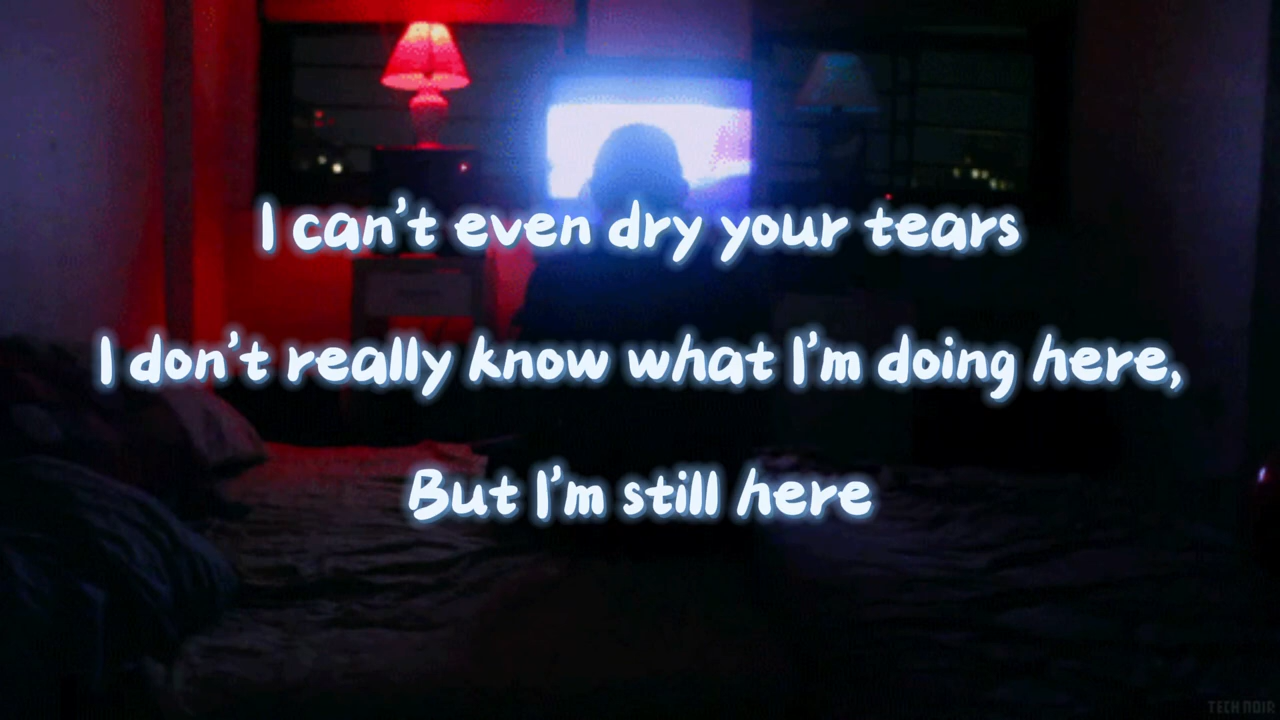 I can't even dry your tears
I don't really know what I'm doing here,
But I'm still here
TECH NOIR